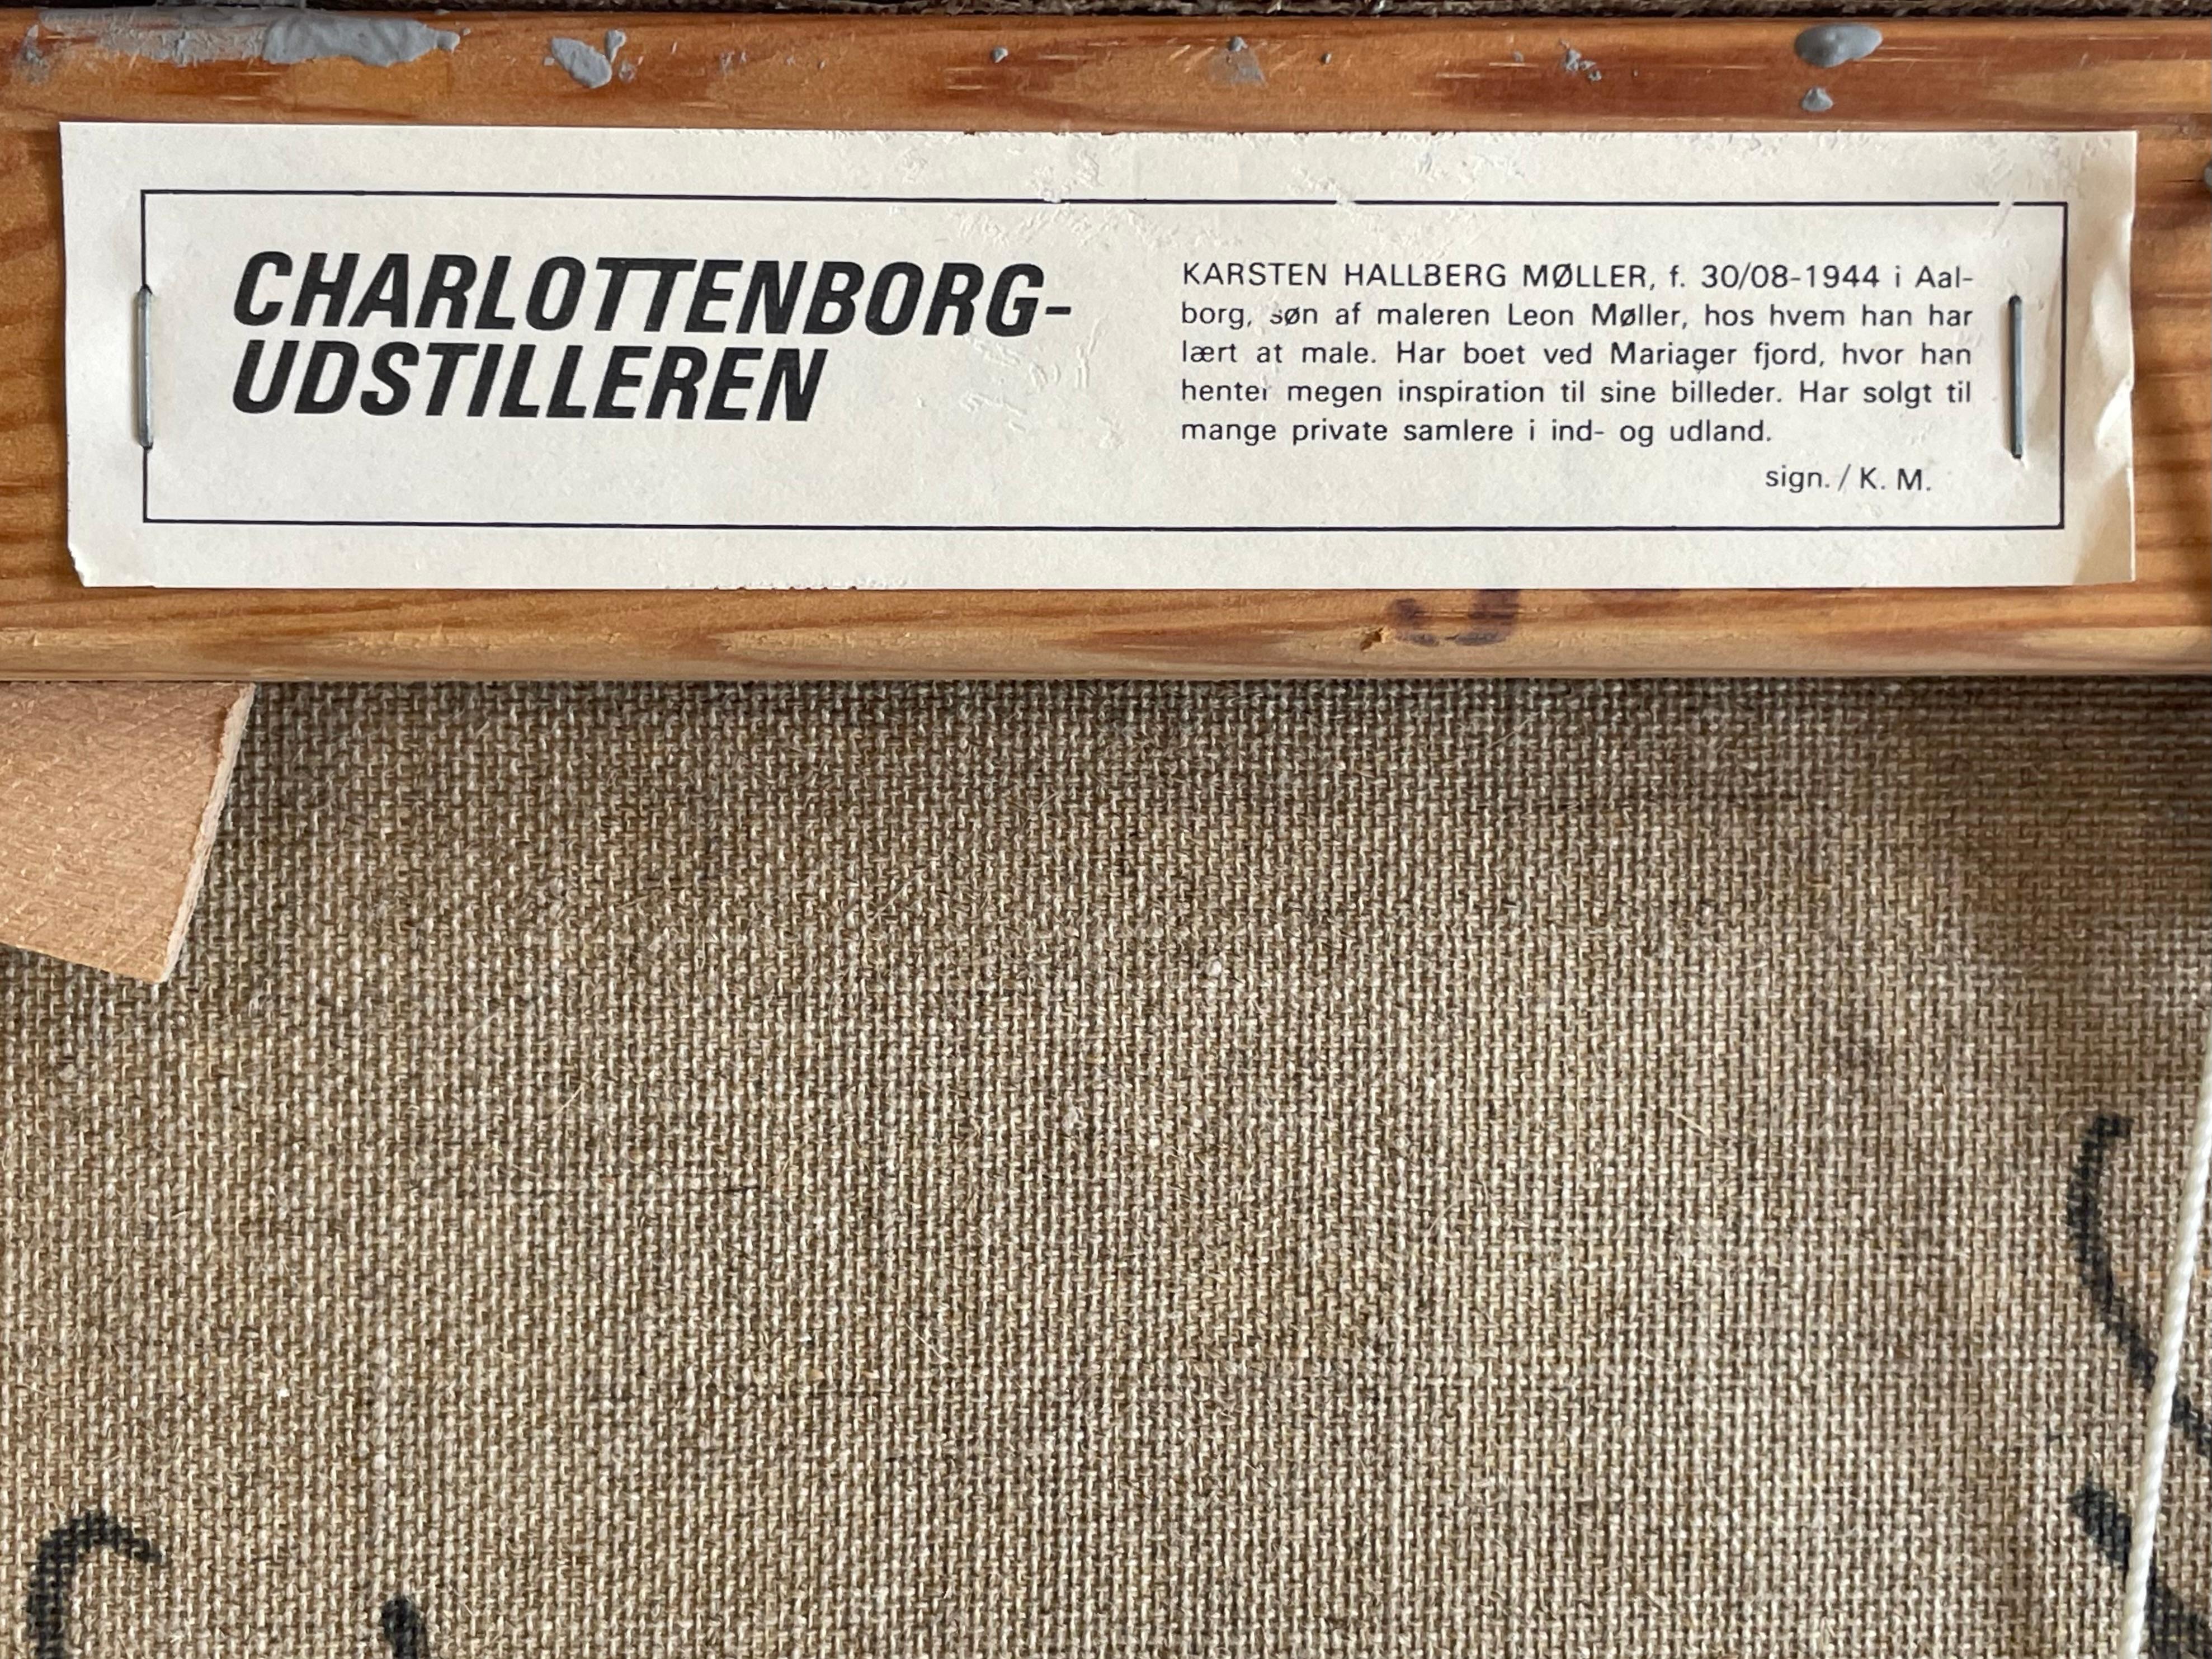 CHARLOTTENBORG-
UDSTILLEREN
KARSTEN HALLBERG MØLLER, f. 30/08-1944 i Aal-
borg, søn af maleren Leon Møller, hos hvem han har
lært at male. Har boet ved Mariager fjord, hvor han
henter megen inspiration til sine billeder. Har solgt til
mange private samlere i ind- og udland.
sign. / K. M.